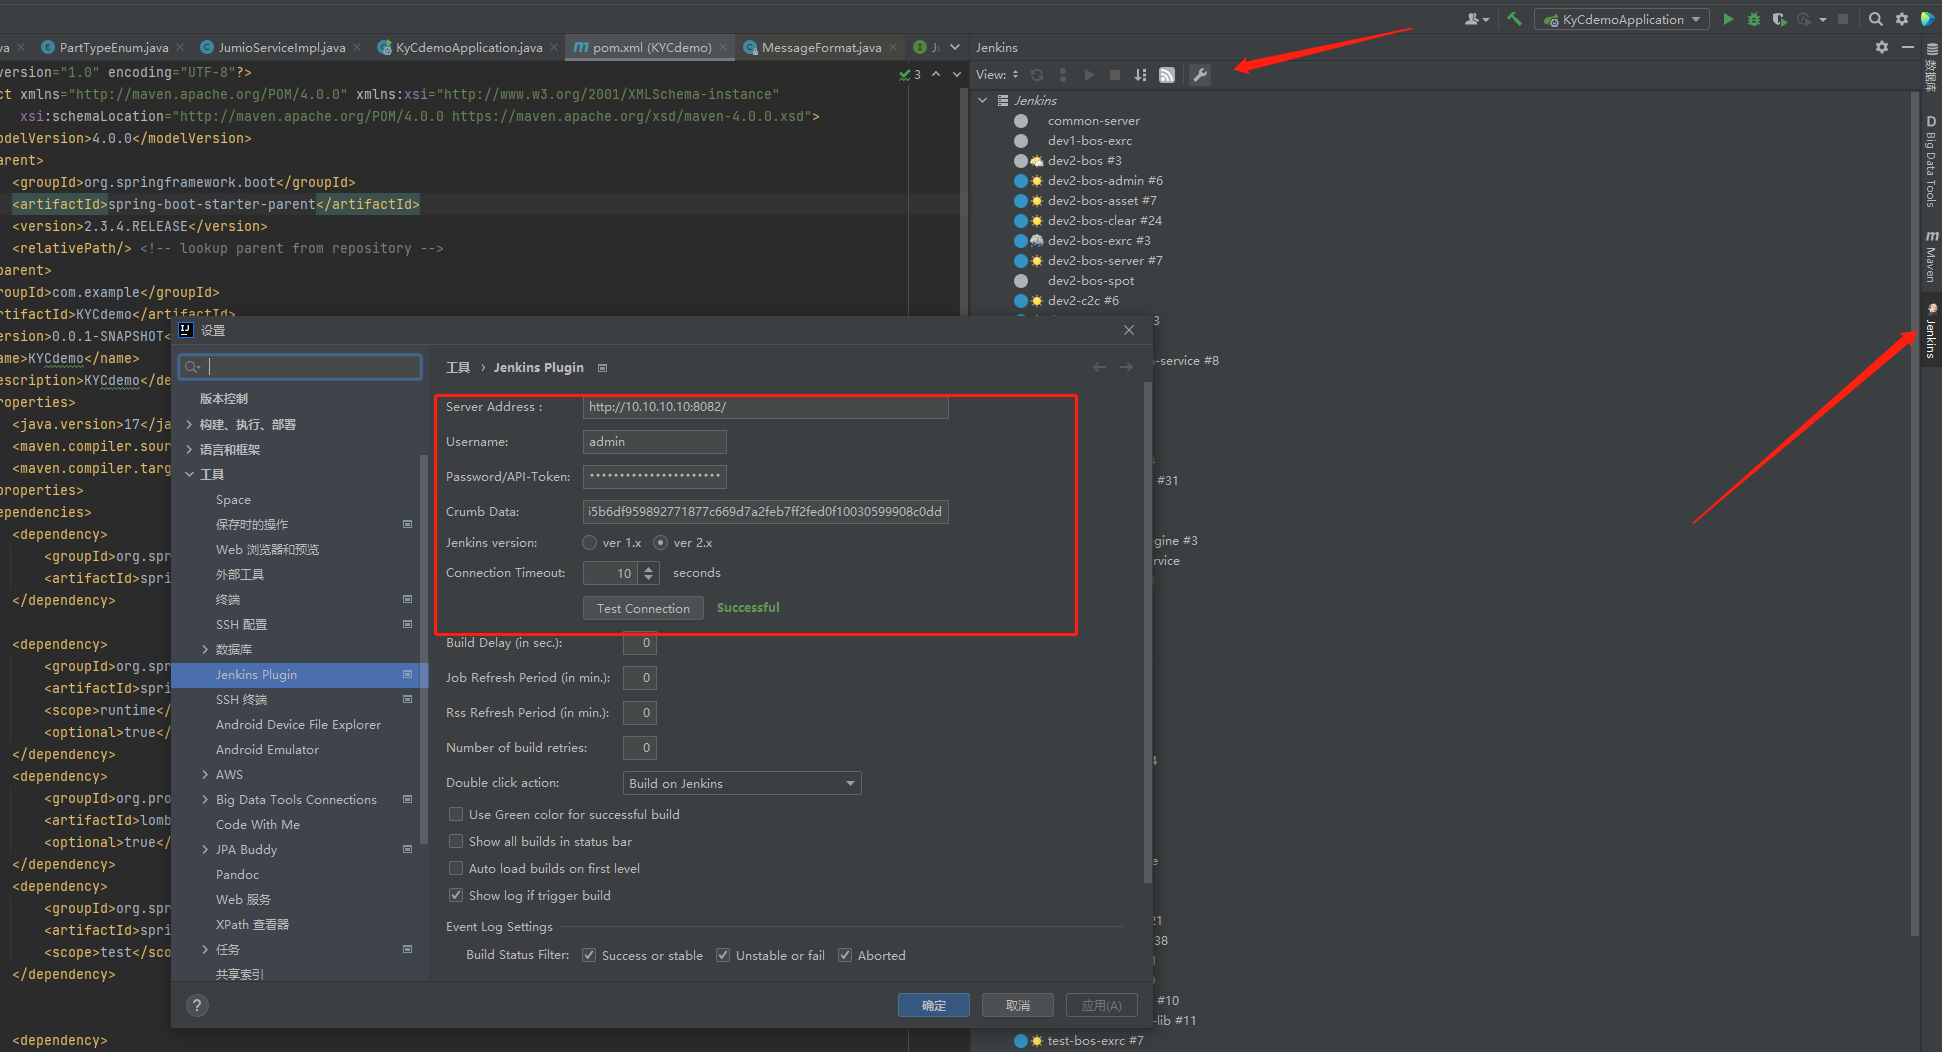 KyCdemoApplication
va
PartTypeEnum.java
JumioServiceImpl.java
KyCdemoApplication.java
pom.xml (KYCdemo)
MessageFormat.java
Jenkins
version="1.0" encoding="UTF-8"?>
3
View:
数据库
ct xmlns="http://maven.apache.org/POM/4.0.0" xmlns:xsi="http://www.w3.org/2001/XMLSchema-instance"
Jenkins
xsi:schemaLocation="http://maven.apache.org/POM/4.0.0 https://maven.apache.org/xsd/maven-4.0.0.xsd">
common-server
D Big Data Tools
odelVersion>4.0.0</modelVersion>
dev1-bos-exrc
arent>
dev2-bos #3
<groupId>org.springframework.boot</groupId>
dev2-bos-admin #6
<artifactId>spring-boot-starter-parent</artifactId>
dev2-bos-asset #7
<version>2.3.4.RELEASE</version>
dev2-bos-clear #24
<relativePath/> <!-- lookup parent from repository -->
dev2-bos-exrc #3
m Maven
parent>
dev2-bos-server #7
roupId>com.example</groupId>
dev2-bos-spot
rtifactId>KYCdemo</artifactId>
dev2-c2c #6
ersion>0.0.1-SNAPSHOT<
3
Jenkins
ame>KYCdemo</name>
-service #8
escription>KYCdemo</de
roperties>
<java.version>17</ja
<maven.compiler.sour
<maven.compiler.targ
#31
properties>
ependencies>
<dependency>
gine #3
<groupId>org.sp
ervice
<artifactId>spri
</dependency>
<dependency>
<groupId>org.spr
<artifactId>spri
<scope>runtime</
<optional>true</
</dependency>
4
<dependency>
<groupId>org.pro
<artifactId>lomb
<optional>true</
</dependency>
e
<dependency>
<groupId>org.spr
21
<artifactId>spri
38
<scope>test</sco
</dependency>
#10
-lib #11
<dependency>
test-bos-exrc #7
IJ 设置
版本控制
构建、执行、部署
语言和框架
工具
Space
保存时的操作
Web 浏览器和预览
外部工具
终端
SSH 配置
数据库
Jenkins Plugin
SSH 终端
Android Device File Explorer
Android Emulator
AWS
Big Data Tools Connections
Code With Me
JPA Buddy
Pandoc
Web 服务
XPath 查看器
任务
共享索引
工具 › Jenkins Plugin
Server Address : http://10.10.10.10:8082/
Username: admin
Password/API-Token: ••••••••••••••••••••••
Crumb Data: 5b6df959892771877c669d7a2feb7ff2fed0f10030599908c0dd
Jenkins version: ver 1.x ver 2.x
Connection Timeout: 10 seconds
Test Connection Successful
Build Delay (in sec.): 0
Job Refresh Period (in min.): 0
Rss Refresh Period (in min.): 0
Number of build retries: 0
Double click action: Build on Jenkins
Use Green color for successful build
Show all builds in status bar
Auto load builds on first level
Show log if trigger build
Event Log Settings
Build Status Filter: Success or stable Unstable or fail Aborted
?
确定 取消 应用(A)